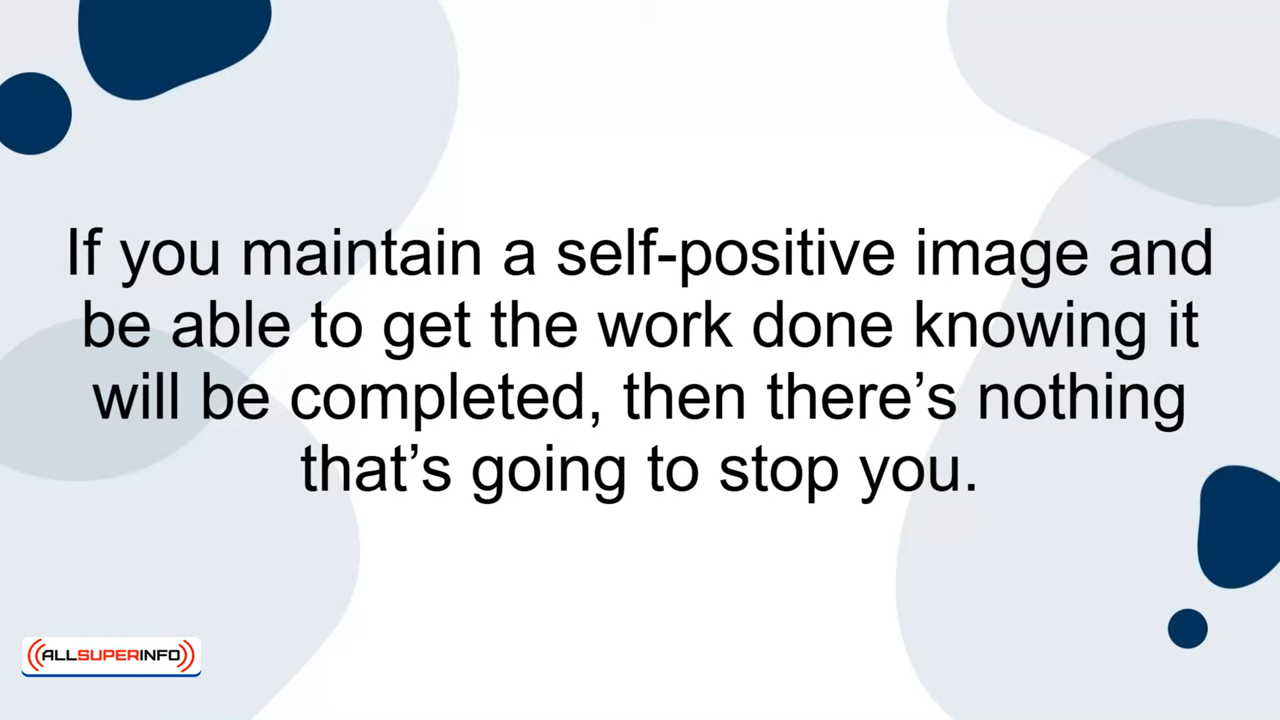 If you maintain a self-positive image and
be able to get the work done knowing it
will be completed, then there’s nothing
that’s going to stop you.
ALLSUPERINFO